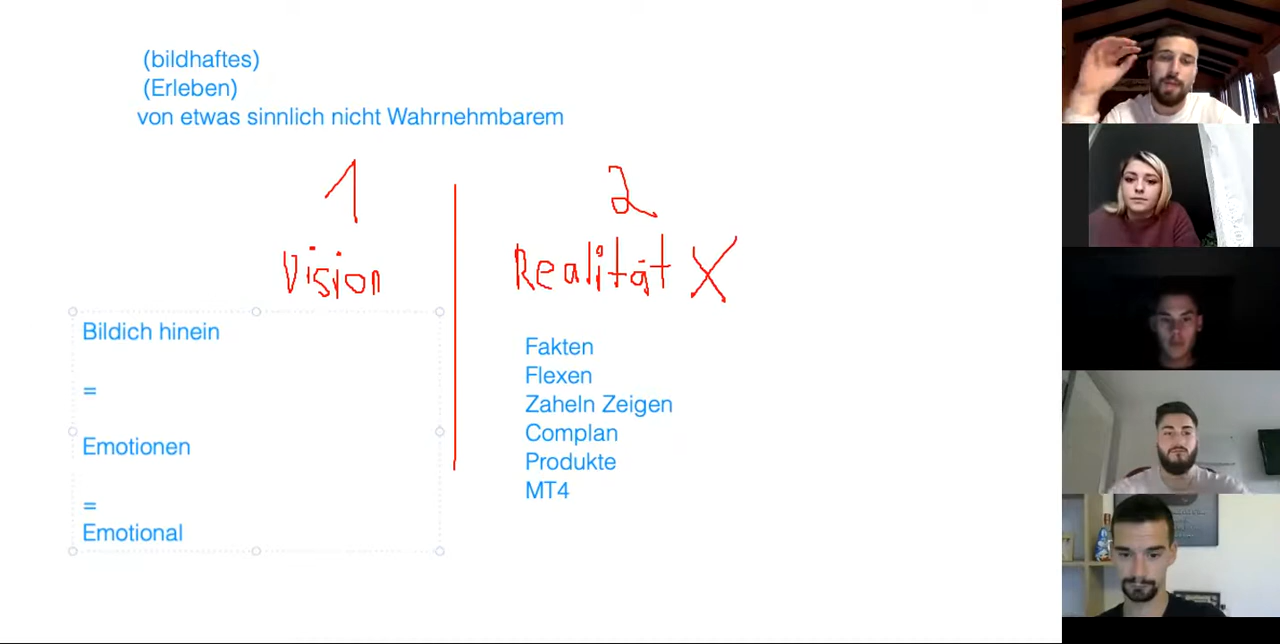 (bildhaftes)
(Erleben)
von etwas sinnlich nicht Wahrnehmbarem
1
Vision
Bildich hinein
=
Emotionen
=
Emotional
2
Realität X
Fakten
Flexen
Zaheln Zeigen
Complan
Produkte
MT4